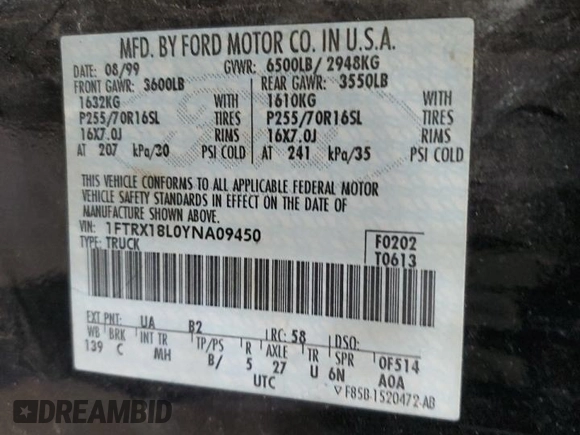 MFD. BY FORD MOTOR CO. IN U.S.A.
DATE: 08/99 GVWR: 6500LB/ 2948KG
FRONT GAWR: 3600LB REAR GAWR: 3550LB
1632KG WITH 1610KG WITH
P255/70R16SL TIRES P255/70R16SL TIRES
16X7.0J RIMS 16X7.0J RIMS
AT 207 kPa/30 PSI COLD AT 241 kPa/35 PSI COLD
THIS VEHICLE CONFORMS TO ALL APPLICABLE FEDERAL MOTOR
VEHICLE SAFETY STANDARDS IN EFFECT ON THE DATE OF
MANUFACTURE SHOWN ABOVE.
VIN: 1FTRX18L0YNA09450
TYPE: TRUCK
F0202
T0613
EXT PNT: UA B2 RC: 58 DSO:
WB BRK INT TR TP/PS R AXLE TR SPR 0F514
139 C MH B/ 5 27 U 6N A0A
UTC
▽ F85B-1520472-AB
DREAMBID